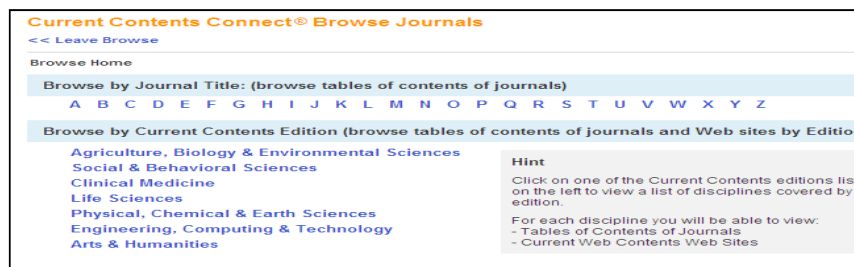 Current Contents Connect® Browse Journals
<< Leave Browse
Browse Home
Browse by Journal Title: (browse tables of contents of journals)
A B C D E F G H I J K L M N O P Q R S T U V W X Y Z
Browse by Current Contents Edition (browse tables of contents of journals and Web sites by Editio
Agriculture, Biology & Environmental Sciences
Social & Behavioral Sciences
Clinical Medicine
Life Sciences
Physical, Chemical & Earth Sciences
Engineering, Computing & Technology
Arts & Humanities
Hint
Click on one of the Current Contents editions lis
on the left to view a list of disciplines covered by
edition.
For each discipline you will be able to view:
- Tables of Contents of Journals
- Current Web Contents Web Sites